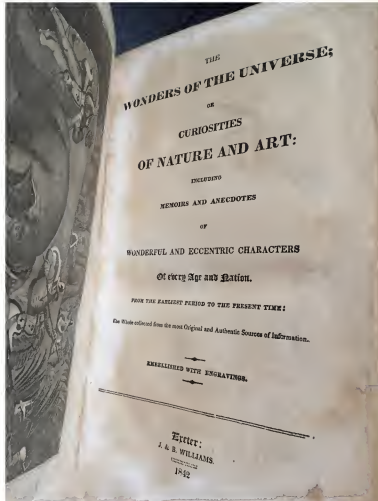 THE
WONDERS OF THE UNIVERSE;
OR
CURIOSITIES
OF NATURE AND ART:
INCLUDING
MEMOIRS AND ANECDOTES
OF
WONDERFUL AND ECCENTRIC CHARACTERS
Of every Age and Nation.
FROM THE EARLIEST PERIOD TO THE PRESENT TIME:
The Whole collected from the most Original and Authentic Sources of Information.
EMBELLISHED WITH ENGRAVINGS.
Exeter:
J. & B. WILLIAMS.
1842